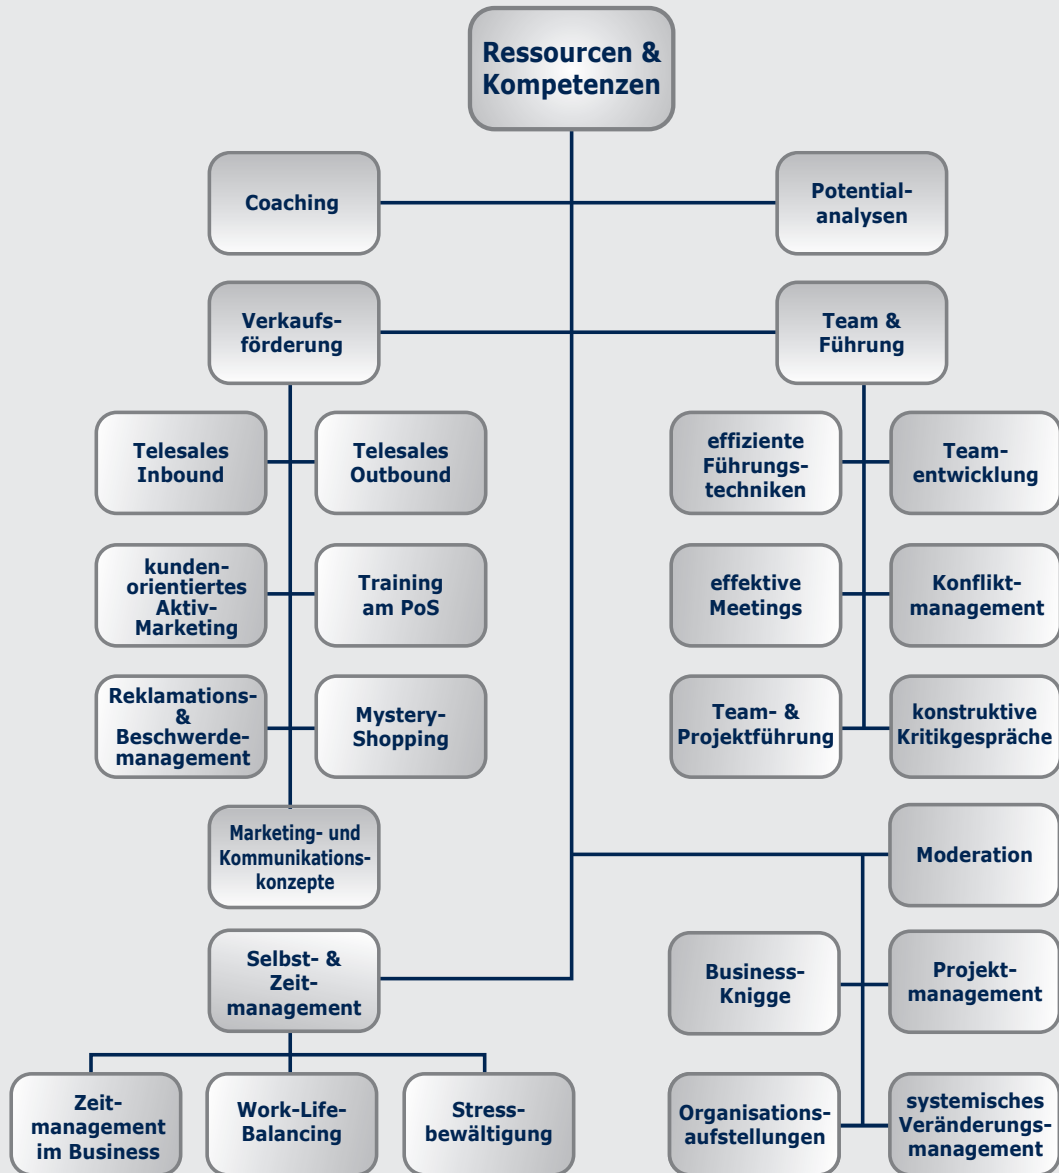 Ressourcen &
Kompetenzen
Coaching
Potential-
analysen
Verkaufs-
förderung
Team &
Führung
Telesales
Inbound
Telesales
Outbound
effiziente
Führungs-
techniken
Team-
entwicklung
kunden-
orientiertes
Aktiv-
Marketing
Training
am PoS
effektive
Meetings
Konflikt-
management
Reklamations-
&
Beschwerde-
management
Mystery-
Shopping
Team- &
Projektführung
konstruktive
Kritikgespräche
Marketing- und
Kommunikations-
konzepte
Moderation
Selbst- &
Zeit-
management
Business-
Knigge
Projekt-
management
Zeit-
management
im Business
Work-Life-
Balancing
Stress-
bewältigung
Organisations-
aufstellungen
systemisches
Veränderungs-
management